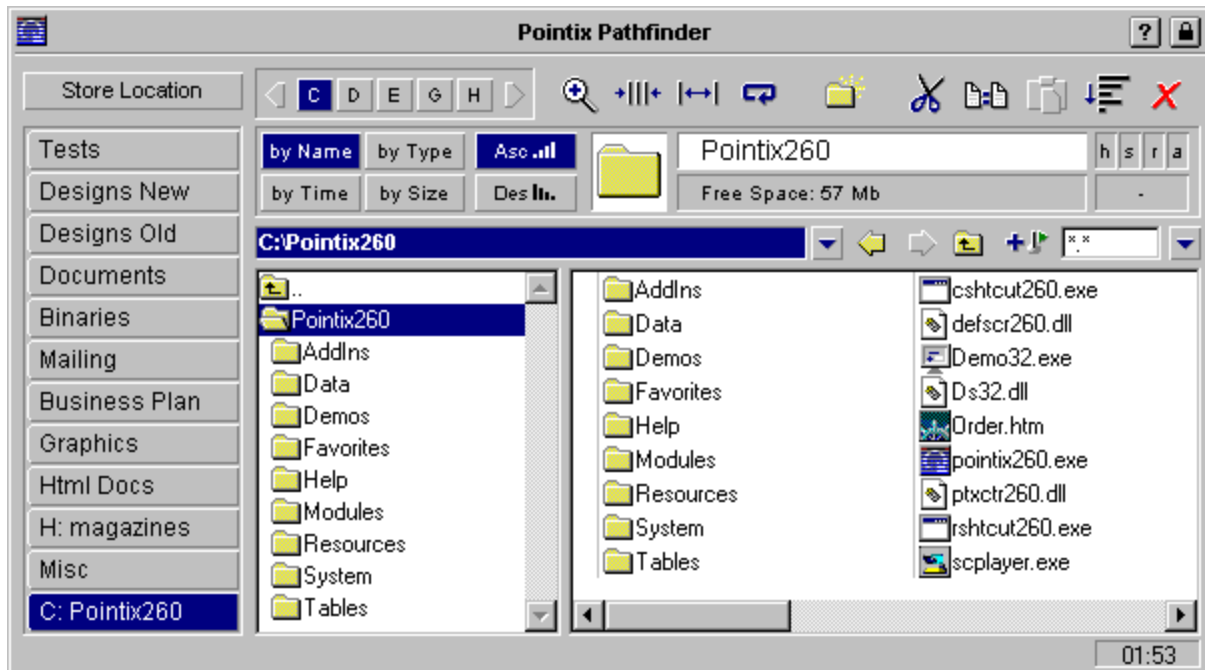 Pointix Pathfinder
?
Store Location
C D E G H
Tests
Designs New
Designs Old
Documents
Binaries
Mailing
Business Plan
Graphics
Html Docs
H: magazines
Misc
C: Pointix260
by Name by Type Asc
by Time by Size Des
Pointix260
h s r a
Free Space: 57 Mb
-
C:\Pointix260
*.*
..
Pointix260
AddIns
Data
Demos
Favorites
Help
Modules
Resources
System
Tables
AddIns
Data
Demos
Favorites
Help
Modules
Resources
System
Tables
cshtcut260.exe
defscr260.dll
Demo32.exe
Ds32.dll
Order.htm
pointix260.exe
ptxctr260.dll
rshtcut260.exe
scplayer.exe
01:53